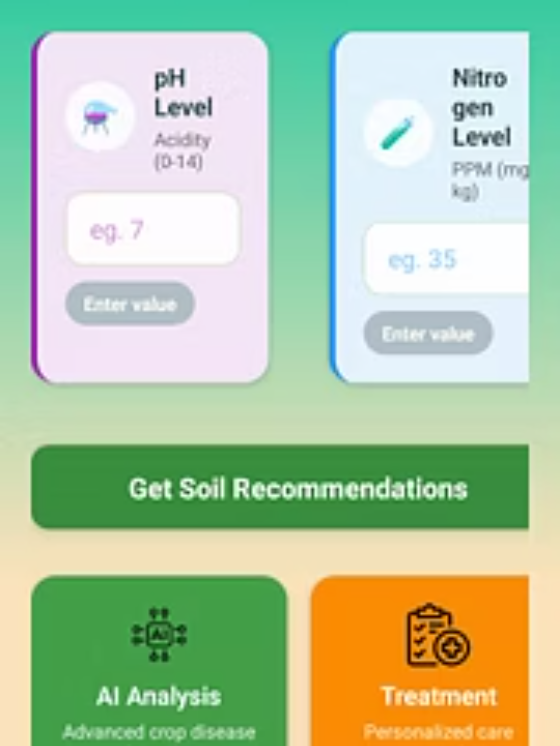 pH
Level
Acidity
(0-14)
eg. 7
Enter value
Nitro
gen
Level
PPM (mg
kg)
eg. 35
Enter value
Get Soil Recommendations
AI
AI Analysis
Advanced crop disease
Treatment
Personalized care